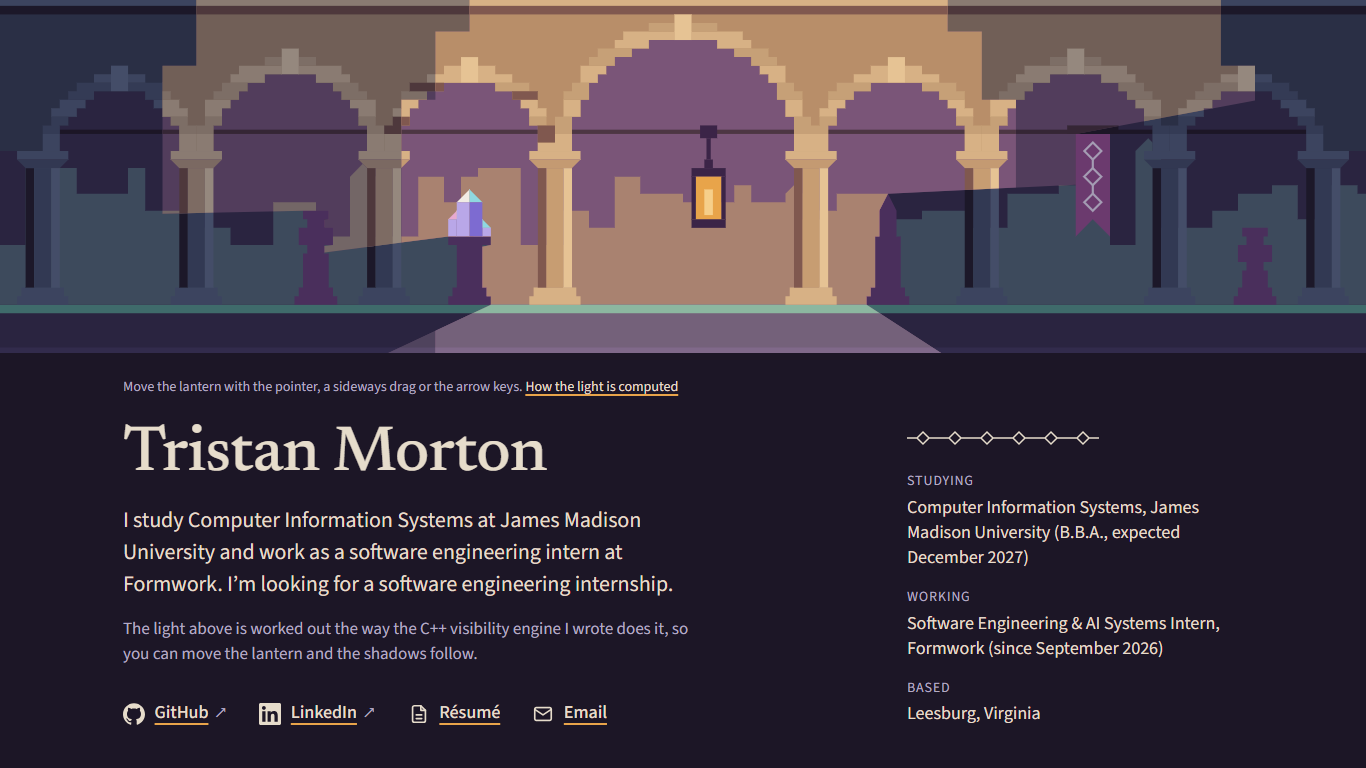 Move the lantern with the pointer, a sideways drag or the arrow keys. How the light is computed
Tristan Morton
I study Computer Information Systems at James Madison
University and work as a software engineering intern at
Formwork. I’m looking for a software engineering internship.
The light above is worked out the way the C++ visibility engine I wrote does it, so
you can move the lantern and the shadows follow.
GitHub ↗ LinkedIn ↗ Résumé Email
STUDYING
Computer Information Systems, James
Madison University (B.B.A., expected
December 2027)
WORKING
Software Engineering & AI Systems Intern,
Formwork (since September 2026)
BASED
Leesburg, Virginia